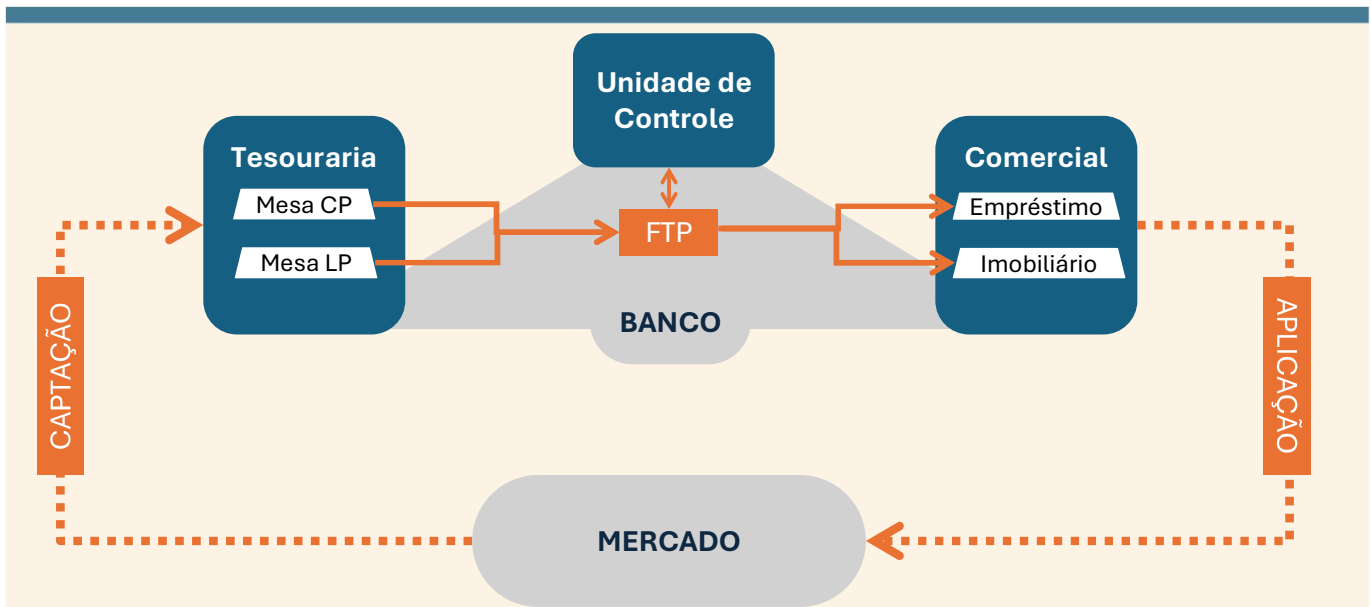 Unidade de
Controle
Tesouraria
Mesa CP
Mesa LP
FTP
Comercial
Empréstimo
Imobiliário
BANCO
CAPTAÇÃO
APLICAÇÃO
MERCADO